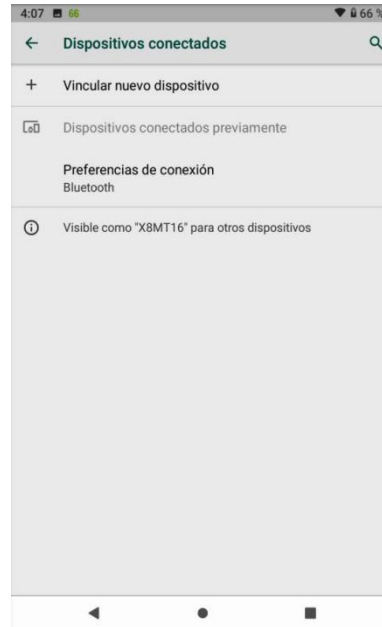 4:07 66 66 %
Dispositivos conectados
Vincular nuevo dispositivo
Dispositivos conectados previamente
Preferencias de conexión
Bluetooth
Visible como "X8MT16" para otros dispositivos